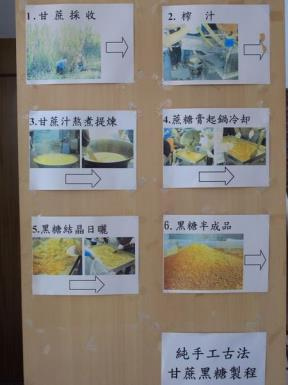 1.甘蔗採收
2.榨汁
3.甘蔗汁熬煮提煉
4.蔗糖膏起鍋冷却
5.黑糖結晶日曬
6.黑糖半成品
純手工古法
甘蔗黑糖製程